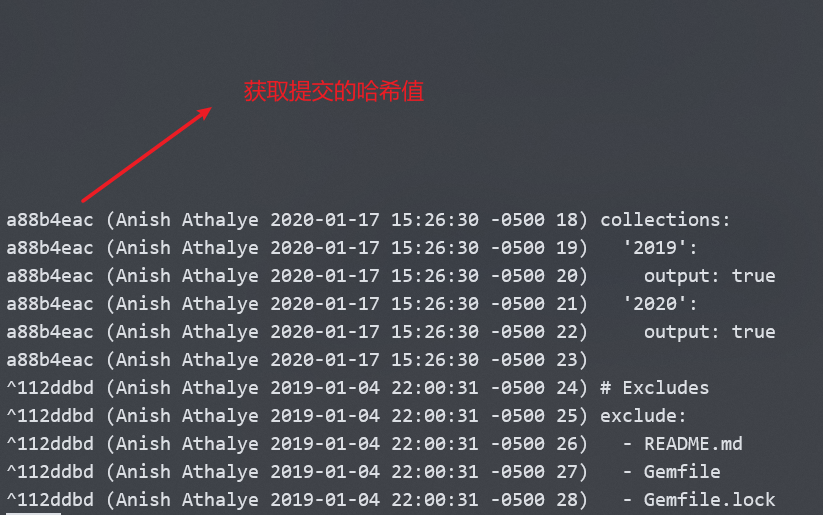 获取提交的哈希值
a88b4eac (Anish Athalye 2020-01-17 15:26:30 -0500 18) collections:
a88b4eac (Anish Athalye 2020-01-17 15:26:30 -0500 19)   '2019':
a88b4eac (Anish Athalye 2020-01-17 15:26:30 -0500 20)     output: true
a88b4eac (Anish Athalye 2020-01-17 15:26:30 -0500 21)   '2020':
a88b4eac (Anish Athalye 2020-01-17 15:26:30 -0500 22)     output: true
a88b4eac (Anish Athalye 2020-01-17 15:26:30 -0500 23)
^112ddbd (Anish Athalye 2019-01-04 22:00:31 -0500 24) # Excludes
^112ddbd (Anish Athalye 2019-01-04 22:00:31 -0500 25) exclude:
^112ddbd (Anish Athalye 2019-01-04 22:00:31 -0500 26)   - README.md
^112ddbd (Anish Athalye 2019-01-04 22:00:31 -0500 27)   - Gemfile
^112ddbd (Anish Athalye 2019-01-04 22:00:31 -0500 28)   - Gemfile.lock